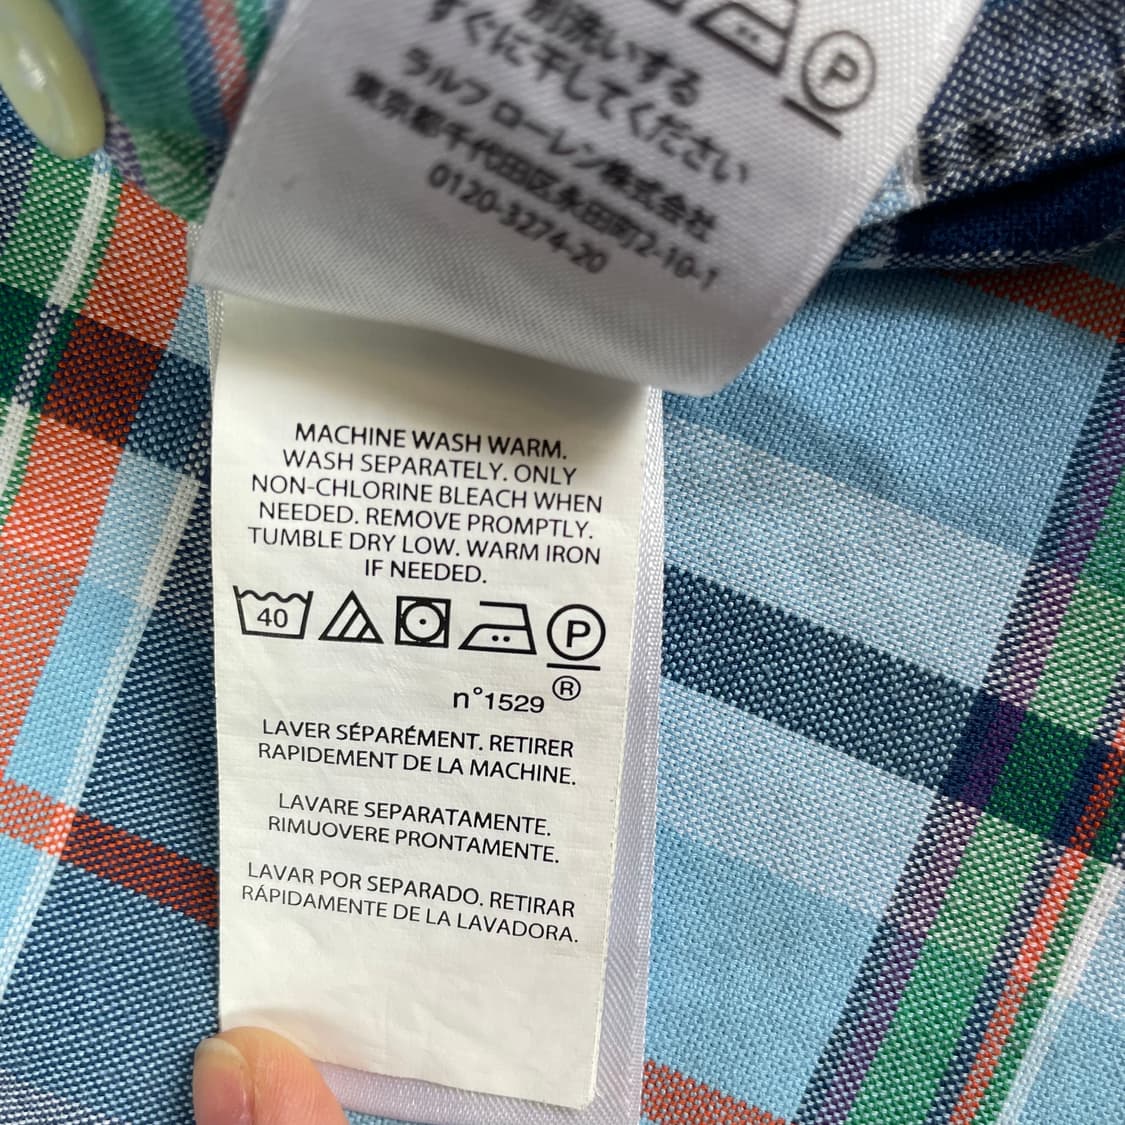 P
別洗いする
すぐに干してください
ラルフ ローレン株式会社
東京都千代田区永田町2-10-1
0120-3274-20
MACHINE WASH WARM.
WASH SEPARATELY. ONLY
NON-CHLORINE BLEACH WHEN
NEEDED. REMOVE PROMPTLY.
TUMBLE DRY LOW. WARM IRON
IF NEEDED.
40 P
n°1529 ®
LAVER SÉPARÉMENT. RETIRER
RAPIDEMENT DE LA MACHINE.
LAVARE SEPARATAMENTE.
RIMUOVERE PRONTAMENTE.
LAVAR POR SEPARADO. RETIRAR
RÁPIDAMENTE DE LA LAVADORA.